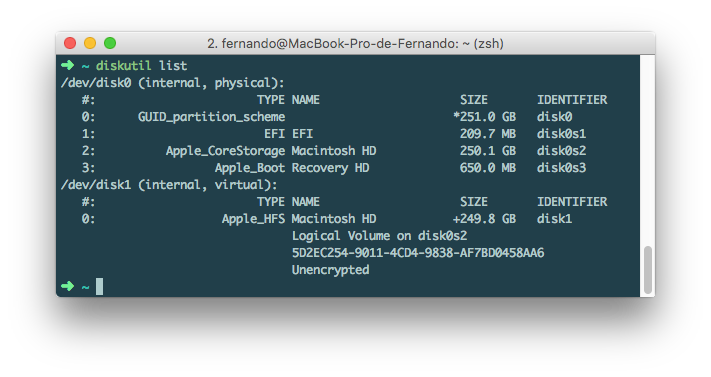 2. fernando@MacBook-Pro-de-Fernando: ~ (zsh)
➜ ~ diskutil list
/dev/disk0 (internal, physical):
   #:                       TYPE NAME                    SIZE       IDENTIFIER
   0:      GUID_partition_scheme                        *251.0 GB   disk0
   1:                        EFI EFI                     209.7 MB   disk0s1
   2:          Apple_CoreStorage Macintosh HD            250.1 GB   disk0s2
   3:                 Apple_Boot Recovery HD             650.0 MB   disk0s3
/dev/disk1 (internal, virtual):
   #:                       TYPE NAME                    SIZE       IDENTIFIER
   0:                  Apple_HFS Macintosh HD           +249.8 GB   disk1
                                 Logical Volume on disk0s2
                                 5D2EC254-9011-4CD4-9838-AF7BD0458AA6
                                 Unencrypted
➜ ~